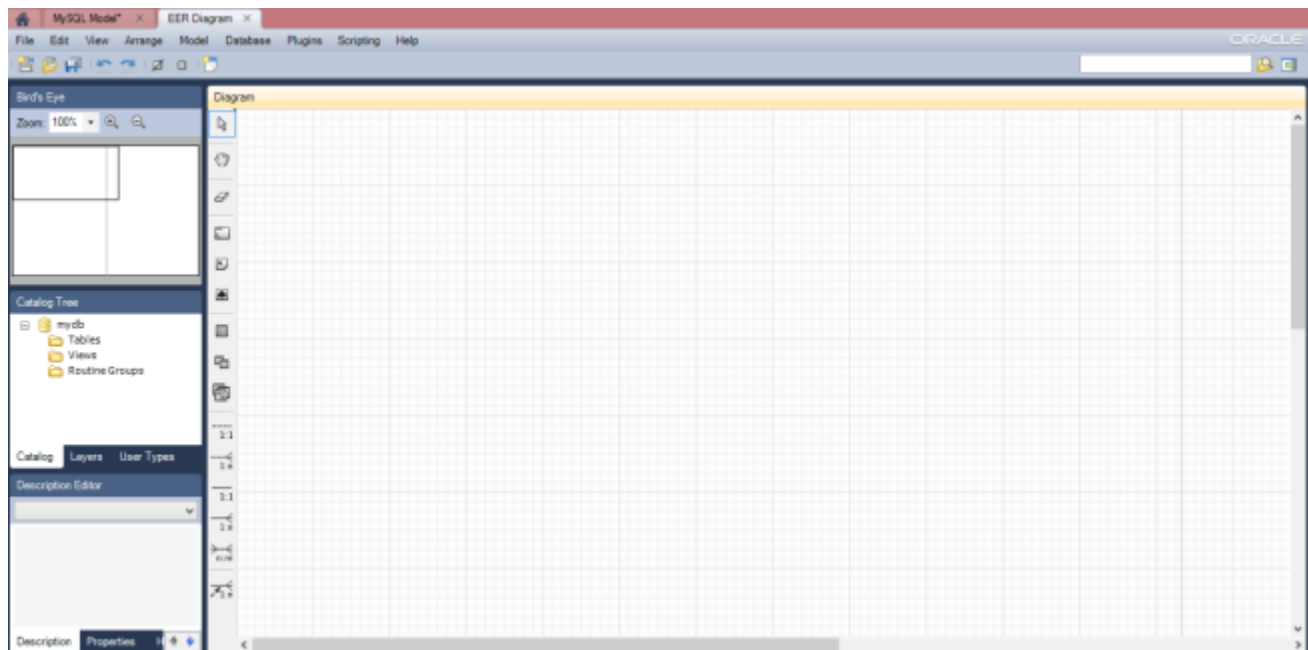 MySQL Model* × EER Diagram ×
File Edit View Arrange Model Database Plugins Scripting Help ORACLE
Bird's Eye
Zoom: 100%
Diagram
Catalog Tree
mydb
Tables
Views
Routine Groups
Catalog Layers User Types
Description Editor
Description Properties H
1:1
1:1